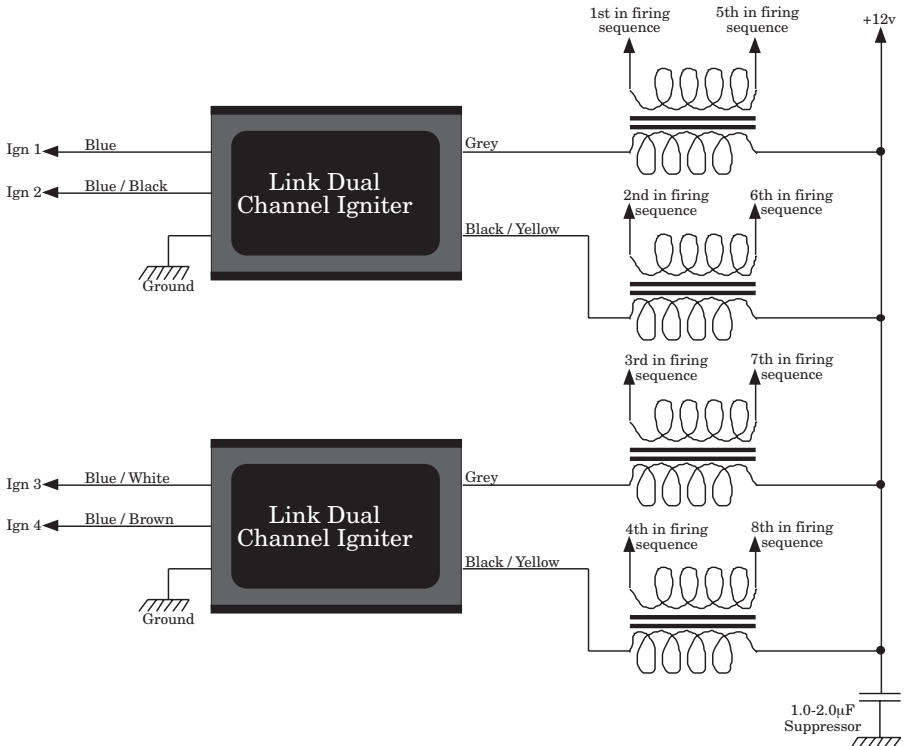 1st in firing
sequence
5th in firing
sequence
+12v
Ign 1
Blue
Grey
Link Dual
Channel Igniter
Ign 2
Blue / Black
2nd in firing
sequence
6th in firing
sequence
Black / Yellow
Ground
3rd in firing
sequence
7th in firing
sequence
Ign 3
Blue / White
Grey
Link Dual
Channel Igniter
Ign 4
Blue / Brown
4th in firing
sequence
8th in firing
sequence
Black / Yellow
Ground
1.0-2.0µF
Suppressor